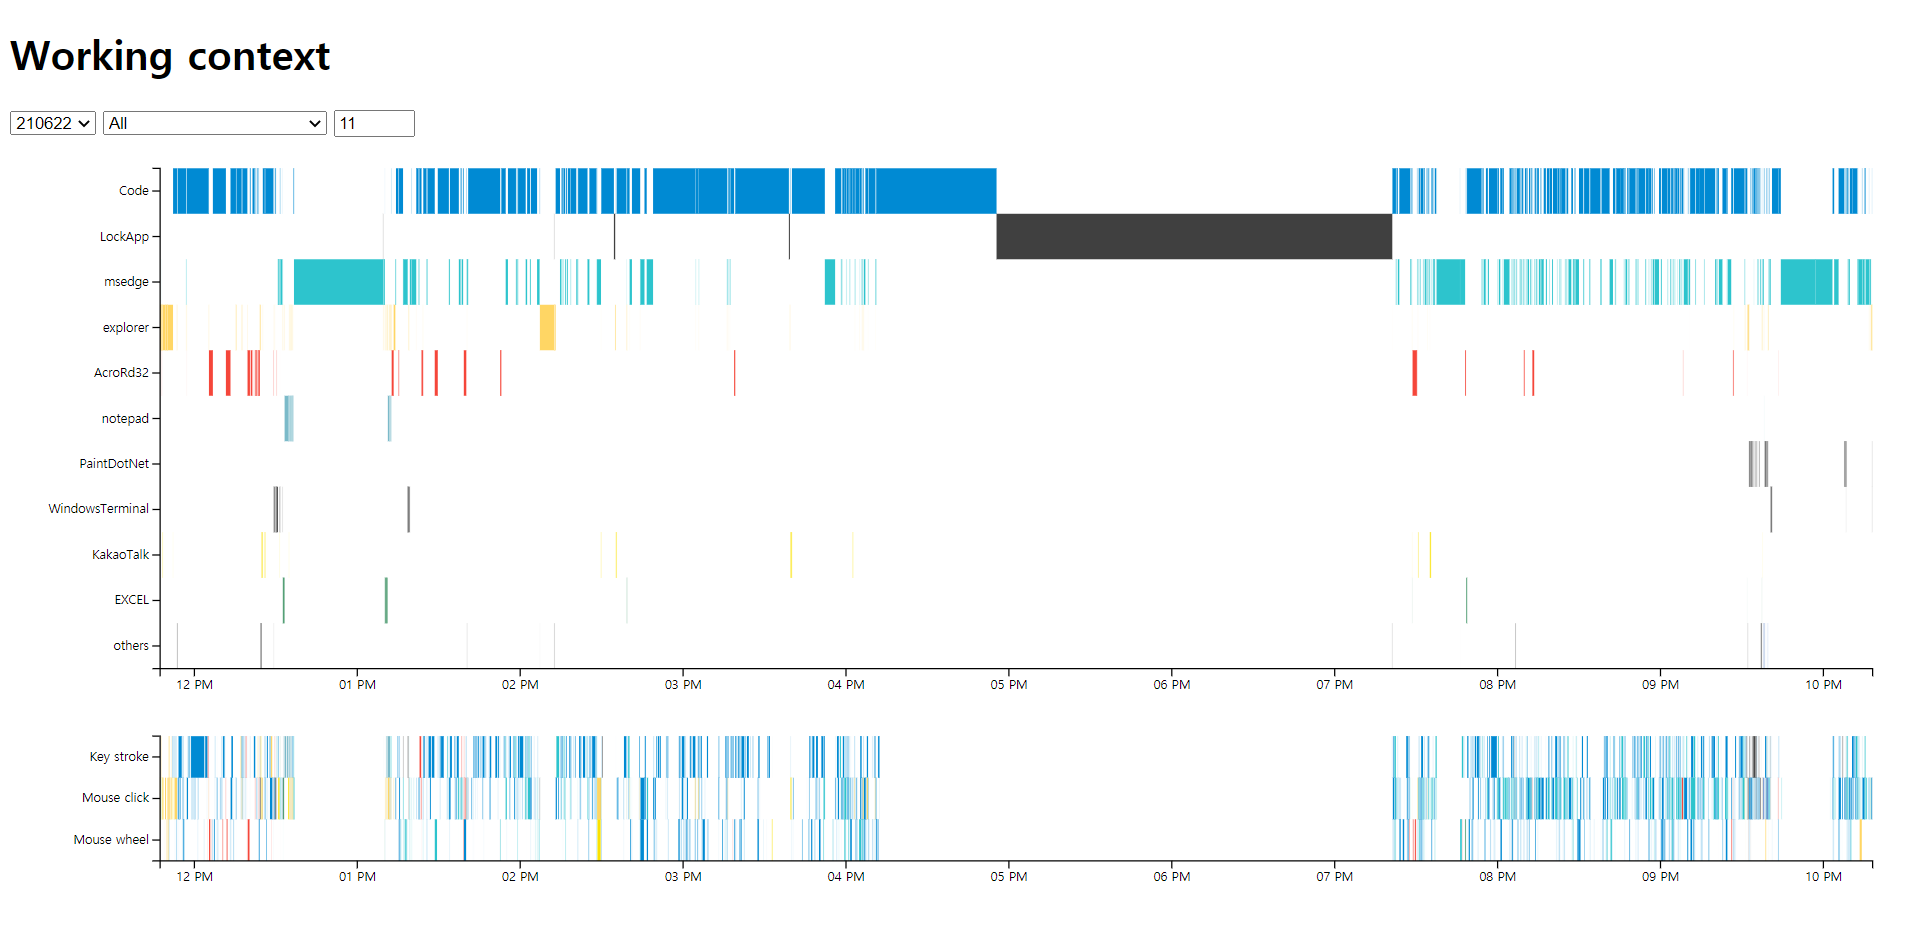 Working context
210622 All 11
Code
LockApp
msedge
explorer
AcroRd32
notepad
PaintDotNet
WindowsTerminal
KakaoTalk
EXCEL
others
12 PM 01 PM 02 PM 03 PM 04 PM 05 PM 06 PM 07 PM 08 PM 09 PM 10 PM
Key stroke
Mouse click
Mouse wheel
12 PM 01 PM 02 PM 03 PM 04 PM 05 PM 06 PM 07 PM 08 PM 09 PM 10 PM